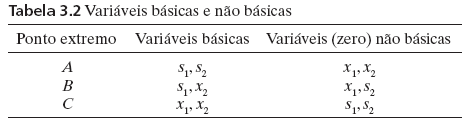 Tabela 3.2 Variáveis básicas e não básicas
Ponto extremo Variáveis básicas Variáveis (zero) não básicas
A s1, s2 x1, x2
B s1, x2 x1, s2
C x1, x2 s1, s2